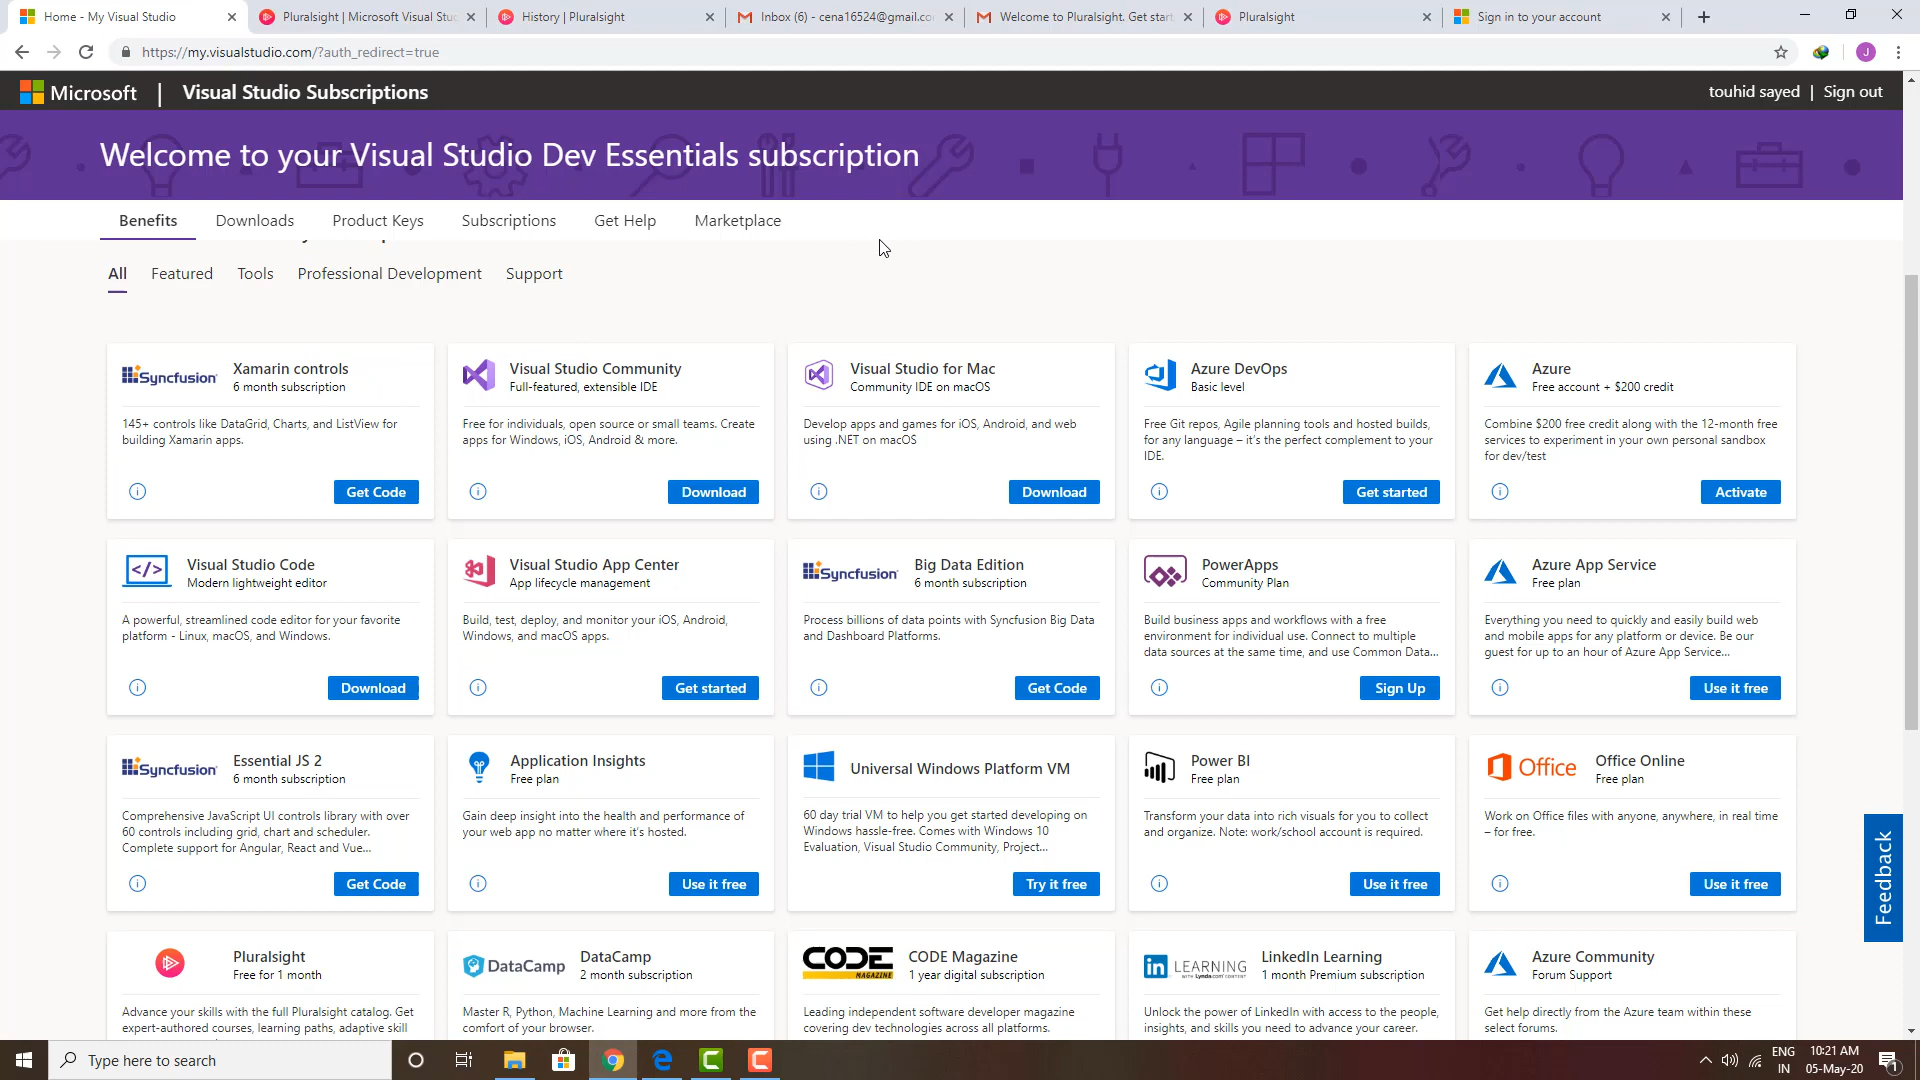 Home - My Visual Studio
Pluralsight | Microsoft Visual Stu
History | Pluralsight
Inbox (6) - cena16524@gmail.co
Welcome to Pluralsight. Get star
Pluralsight
Sign in to your account
https://my.visualstudio.com/?auth_redirect=true
J
Microsoft | Visual Studio Subscriptions
touhid sayed | Sign out
Welcome to your Visual Studio Dev Essentials subscription
Benefits Downloads Product Keys Subscriptions Get Help Marketplace
All Featured Tools Professional Development Support
Syncfusion
Xamarin controls
6 month subscription
145+ controls like DataGrid, Charts, and ListView for
building Xamarin apps.
Get Code
Visual Studio Community
Full-featured, extensible IDE
Free for individuals, open source or small teams. Create
apps for Windows, iOS, Android & more.
Download
Visual Studio for Mac
Community IDE on macOS
Develop apps and games for iOS, Android, and web
using .NET on macOS
Download
Azure DevOps
Basic level
Free Git repos, Agile planning tools and hosted builds,
for any language – it's the perfect complement to your
IDE.
Get started
Azure
Free account + $200 credit
Combine $200 free credit along with the 12-month free
services to experiment in your own personal sandbox
for dev/test
Activate
Visual Studio Code
Modern lightweight editor
A powerful, streamlined code editor for your favorite
platform - Linux, macOS, and Windows.
Download
Visual Studio App Center
App lifecycle management
Build, test, deploy, and monitor your iOS, Android,
Windows, and macOS apps.
Get started
Syncfusion
Big Data Edition
6 month subscription
Process billions of data points with Syncfusion Big Data
and Dashboard Platforms.
Get Code
PowerApps
Community Plan
Build business apps and workflows with a free
environment for individual use. Connect to multiple
data sources at the same time, and use Common Data...
Sign Up
Azure App Service
Free plan
Everything you need to quickly and easily build web
and mobile apps for any platform or device. Be our
guest for up to an hour of Azure App Service...
Use it free
Syncfusion
Essential JS 2
6 month subscription
Comprehensive JavaScript UI controls library with over
60 controls including grid, chart and scheduler.
Complete support for Angular, React and Vue...
Get Code
Application Insights
Free plan
Gain deep insight into the health and performance of
your web app no matter where it's hosted.
Use it free
Universal Windows Platform VM
60 day trial VM to help you get started developing on
Windows hassle-free. Comes with Windows 10
Evaluation, Visual Studio Community, Project...
Try it free
Power BI
Free plan
Transform your data into rich visuals for you to collect
and organize. Note: work/school account is required.
Use it free
Office
Office Online
Free plan
Work on Office files with anyone, anywhere, in real time
– for free.
Use it free
Feedback
Pluralsight
Free for 1 month
Advance your skills with the full Pluralsight catalog. Get
expert-authored courses, learning paths, adaptive skill
DataCamp
DataCamp
2 month subscription
Master R, Python, Machine Learning and more from the
comfort of your browser.
CODE
MAGAZINE
CODE Magazine
1 year digital subscription
Leading independent software developer magazine
covering dev technologies across all platforms.
in LEARNING
WITH Lynda.com CONTENT
LinkedIn Learning
1 month Premium subscription
Unlock the power of LinkedIn with access to the people,
insights, and skills you need to advance your career.
Azure Community
Forum Support
Get help directly from the Azure team within these
select forums.
Type here to search
ENG
IN
10:21 AM
05-May-20
1